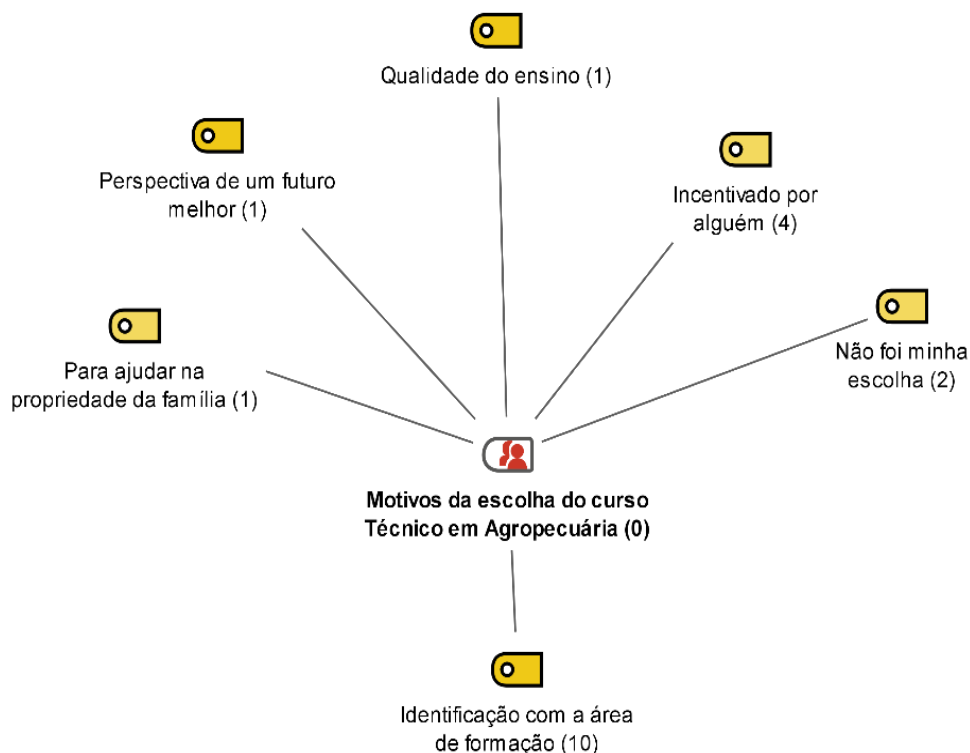 Qualidade do ensino (1)
Perspectiva de um futuro
melhor (1)
Incentivado por
alguém (4)
Para ajudar na
propriedade da família (1)
Não foi minha
escolha (2)
Motivos da escolha do curso
Técnico em Agropecuária (0)
Identificação com a área
de formação (10)